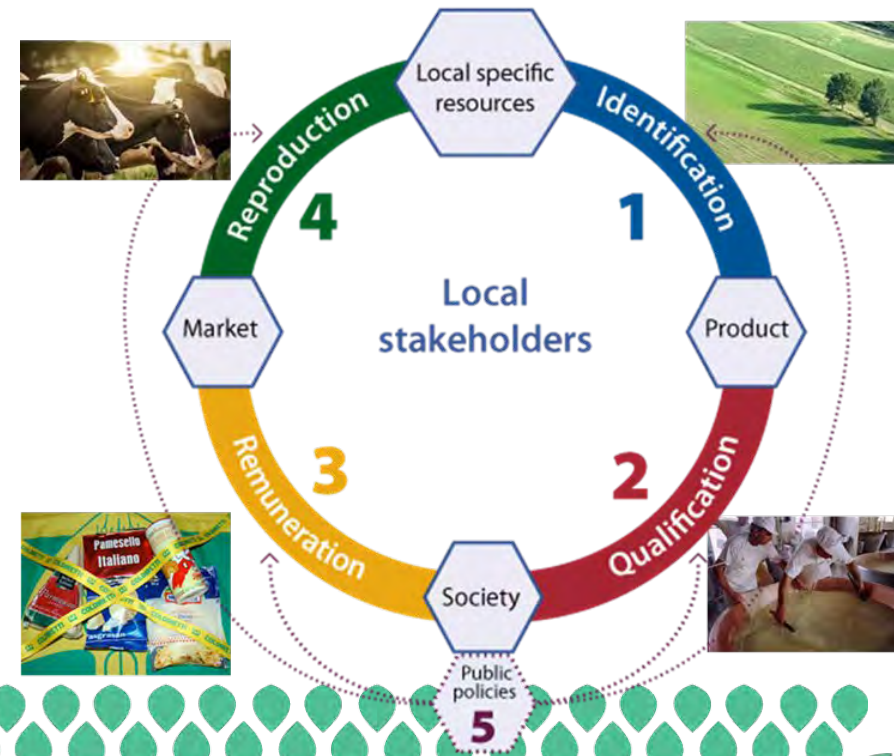 Local specific
resources
Identification
1
Reproduction
4
Local
stakeholders
Market
Product
Remuneration
3
2
Qualification
Society
Public
policies
5
Pamesello
Italiano
COLDIRETTI